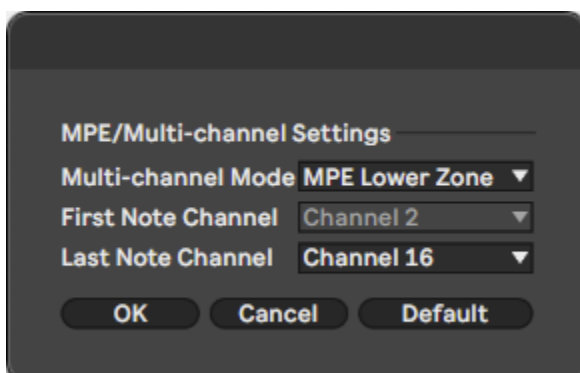 MPE/Multi-channel Settings
Multi-channel Mode MPE Lower Zone
First Note Channel Channel 2
Last Note Channel Channel 16
OK Cancel Default